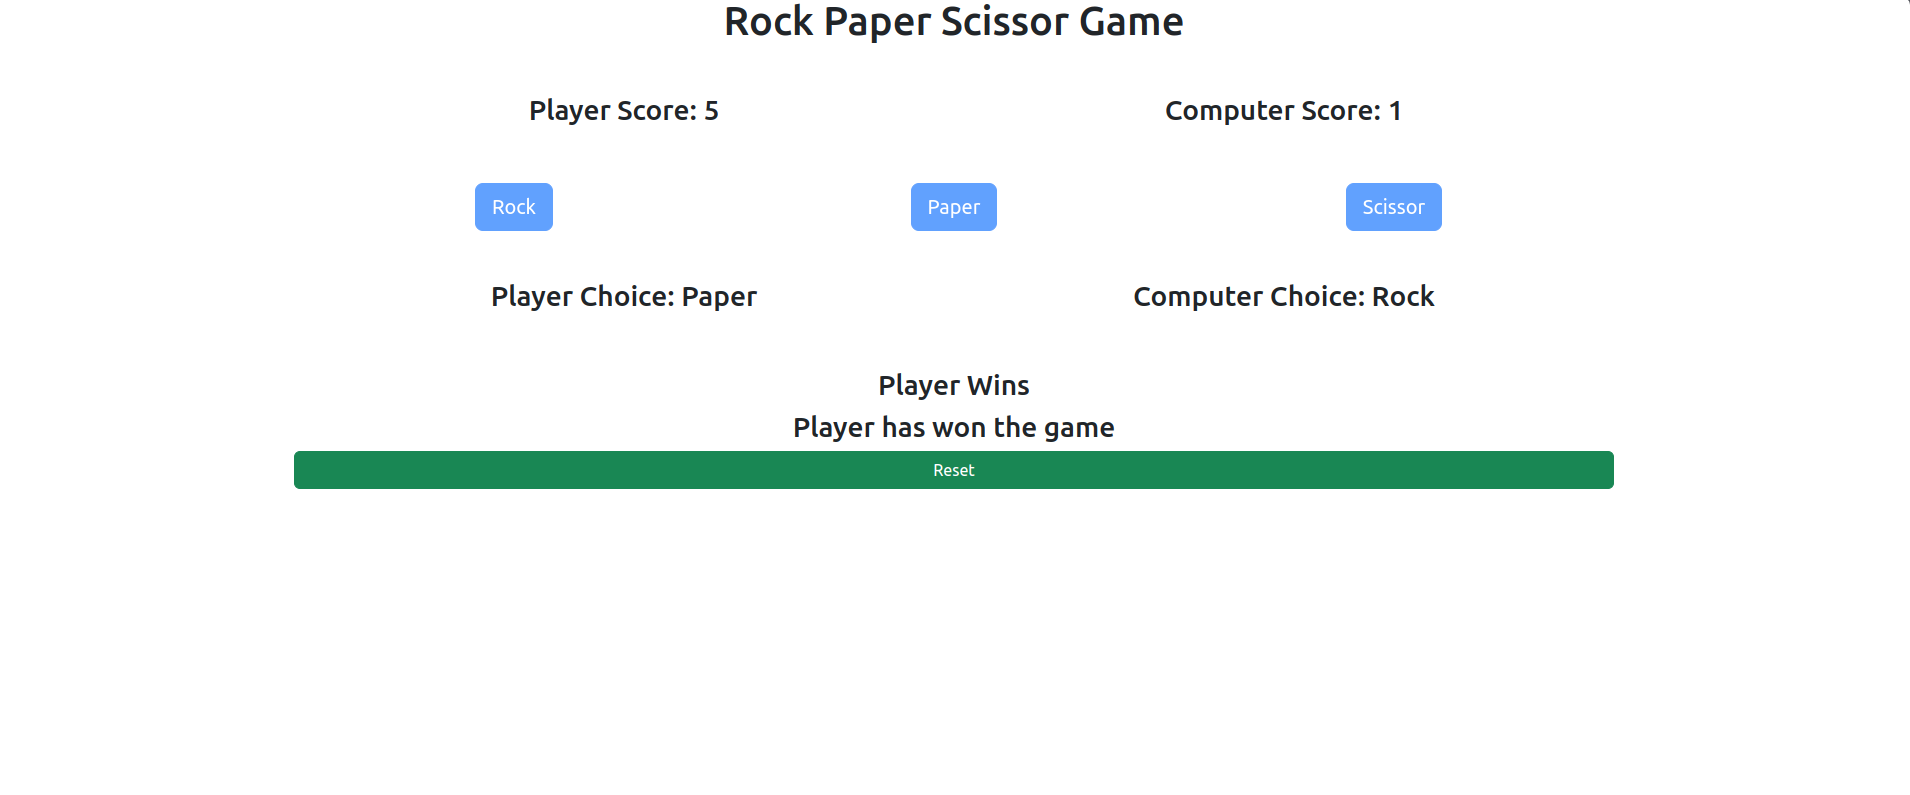 Rock Paper Scissor Game
Player Score: 5
Computer Score: 1
Rock
Paper
Scissor
Player Choice: Paper
Computer Choice: Rock
Player Wins
Player has won the game
Reset